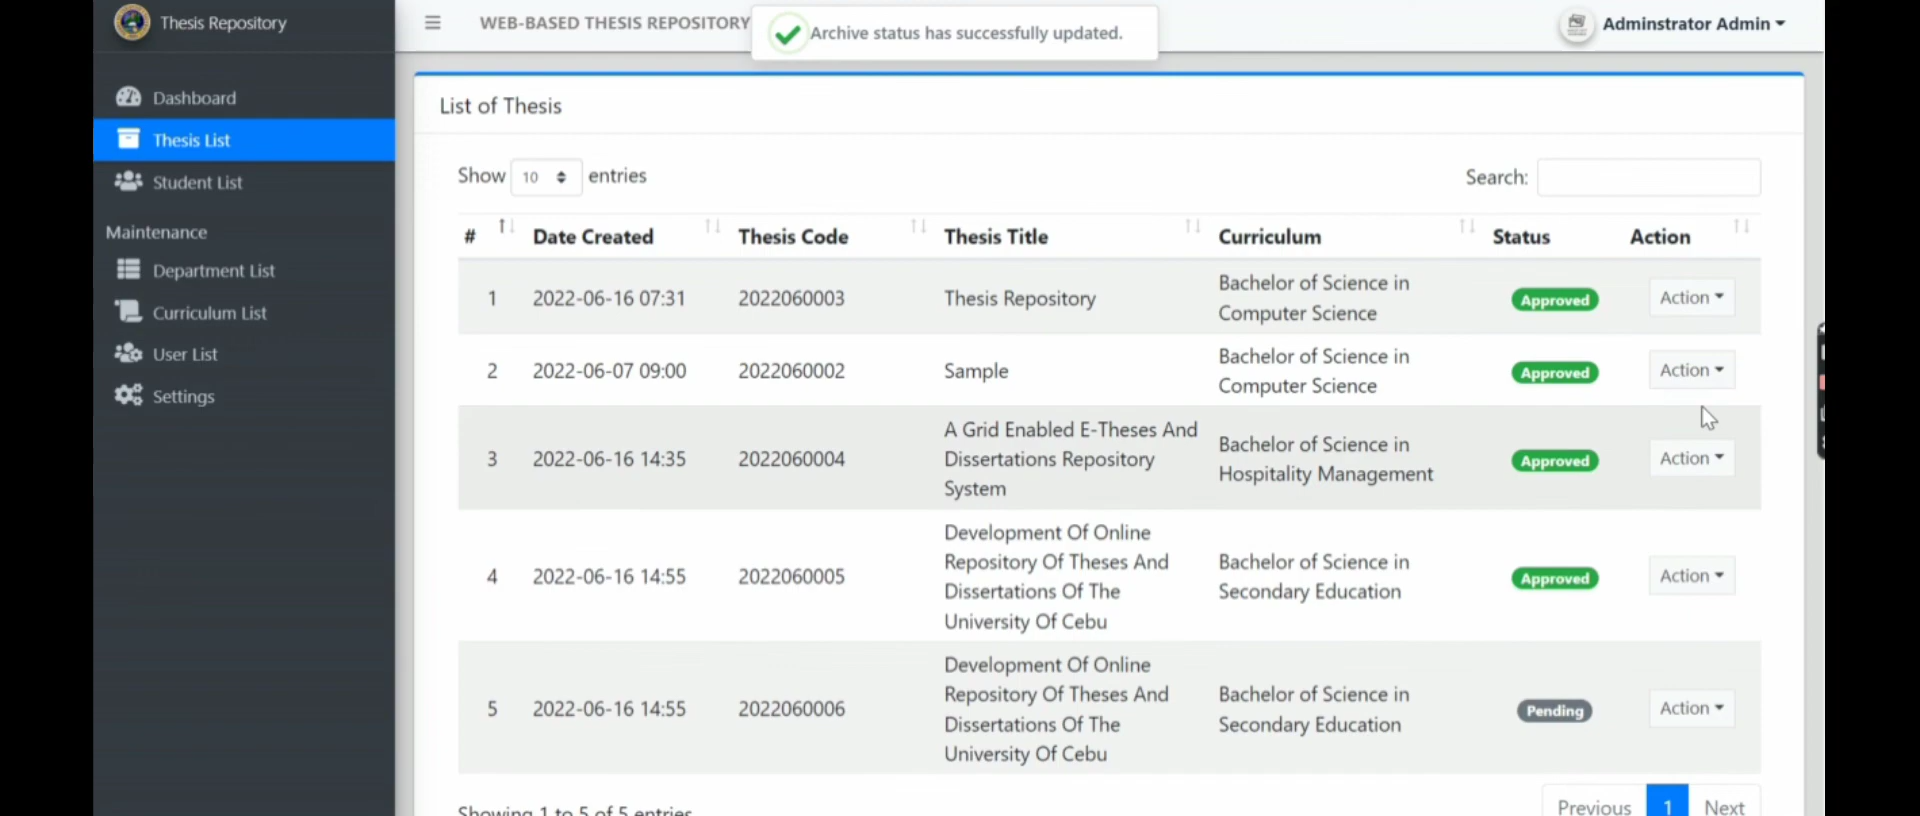 Thesis Repository
WEB-BASED THESIS REPOSITORY
Archive status has successfully updated.
Adminstrator Admin
Dashboard
Thesis List
Student List
Maintenance
Department List
Curriculum List
User List
Settings
List of Thesis
Show 10 entries
Search:
# Date Created Thesis Code Thesis Title Curriculum Status Action
1 2022-06-16 07:31 2022060003 Thesis Repository Bachelor of Science in Approved Action
Computer Science
2 2022-06-07 09:00 2022060002 Sample Bachelor of Science in Approved Action
Computer Science
A Grid Enabled E-Theses And
3 2022-06-16 14:35 2022060004 Dissertations Repository Bachelor of Science in Approved Action
System Hospitality Management
Development Of Online
4 2022-06-16 14:55 2022060005 Repository Of Theses And Bachelor of Science in Approved Action
Dissertations Of The Secondary Education
University Of Cebu
Development Of Online
5 2022-06-16 14:55 2022060006 Repository Of Theses And Bachelor of Science in Pending Action
Dissertations Of The Secondary Education
University Of Cebu
Showing 1 to 5 of 5 entries
Previous 1 Next